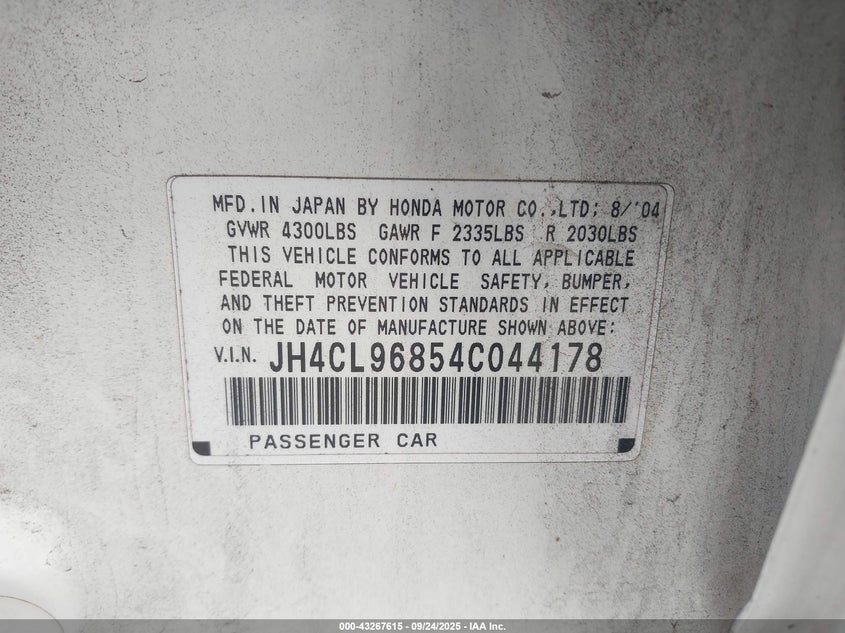 MFD.IN JAPAN BY HONDA MOTOR CO.,LTD; 8/'04
GVWR 4300LBS GAWR F 2335LBS R 2030LBS
THIS VEHICLE CONFORMS TO ALL APPLICABLE
FEDERAL MOTOR VEHICLE SAFETY, BUMPER,
AND THEFT PREVENTION STANDARDS IN EFFECT
ON THE DATE OF MANUFACTURE SHOWN ABOVE:
V.I.N. JH4CL96854C044178
PASSENGER CAR
000-43267615 - 09/24/2025 - IAA Inc.